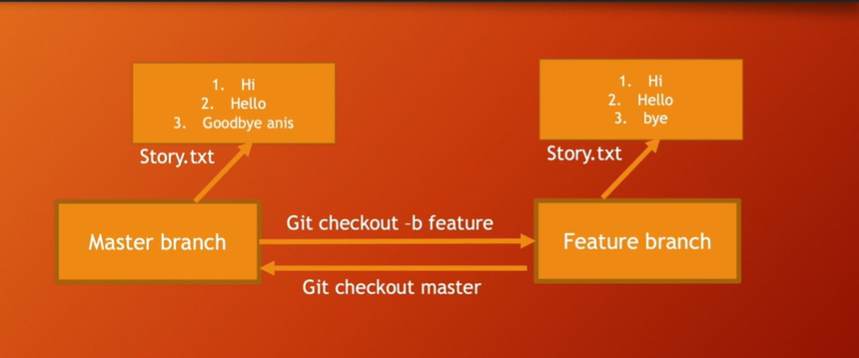 1. Hi
2. Hello
3. Goodbye anis
Story.txt
1. Hi
2. Hello
3. bye
Story.txt
Master branch
Git checkout -b feature
Git checkout master
Feature branch